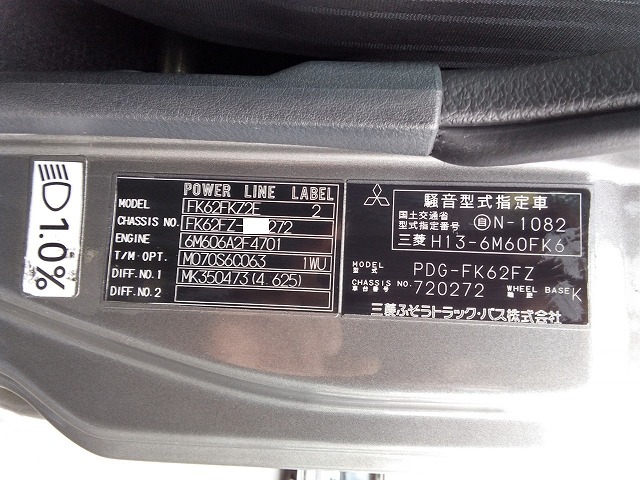 1.0%
POWER LINE LABEL
MODEL FK62FKZ2E 2
CHASSIS NO. FK62FZ- 272
ENGINE 6M606A2F4701
T/M·OPT. M070S6C063 1WU
DIFF.NO.1 MK350473(4.625)
DIFF.NO.2
騒音型式指定車
国土交通省
型式指定番号 自N-1082
三菱 H13-6M60FK6
MODEL 型式 PDG-FK62FZ
CHASSIS NO. 車台番号 720272 WHEEL BASE 軸距 K
三菱ふそうトラック・バス株式会社